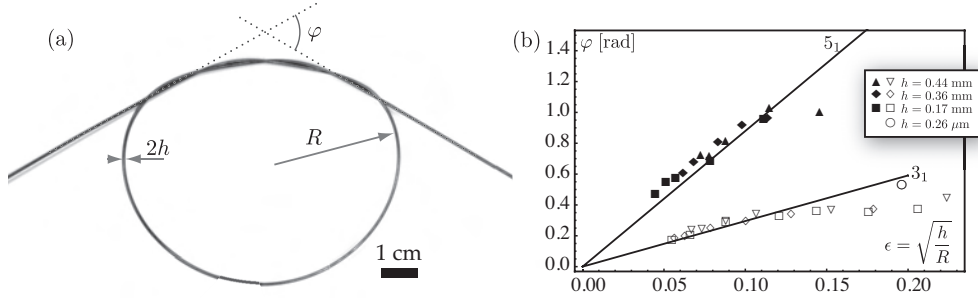 (a)
φ
R
2h
1 cm
(b)
φ [rad]
5₁
1.4
1.2
1.0
0.8
0.6
0.4
0.2
0.0
▲ ▽ h = 0.44 mm
◆ ◇ h = 0.36 mm
■ □ h = 0.17 mm
○ h = 0.26 μm
3₁
ϵ = √(h/R)
0.00 0.05 0.10 0.15 0.20